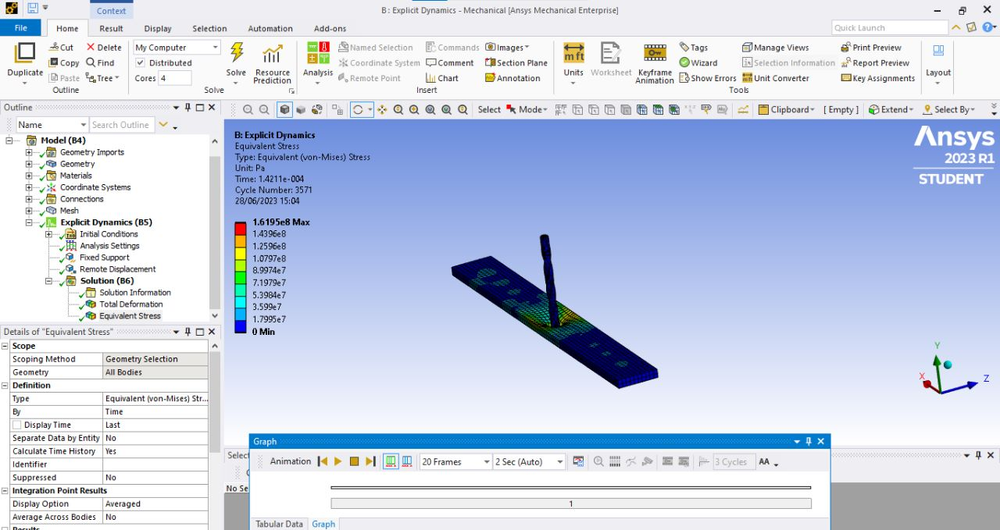 B : Explicit Dynamics - Mechanical [Ansys Mechanical Enterprise]
Context
File Home Result Display Selection Automation Add-ons Quick Launch
Duplicate
Cut
Copy
Paste
Delete
Find
Tree
Outline
My Computer
Distributed
Cores 4
Solve
Resource Prediction
Solve
Analysis
Named Selection
Coordinate System
Remote Point
Commands
Comment
Chart
Images
Section Plane
Annotation
Insert
Units
Worksheet
Keyframe Animation
Tags
Wizard
Show Errors
Manage Views
Selection Information
Unit Converter
Print Preview
Report Preview
Key Assignments
Tools
Layout
Outline
Name Search Outline
Select Mode Clipboard [ Empty ] Extend Select By
Model (B4)
Geometry Imports
Geometry
Materials
Coordinate Systems
Connections
Mesh
Explicit Dynamics (B5)
Initial Conditions
Analysis Settings
Fixed Support
Remote Displacement
Solution (B6)
Solution Information
Total Deformation
Equivalent Stress
Details of "Equivalent Stress"
Scope
Scoping Method Geometry Selection
Geometry All Bodies
Definition
Type Equivalent (von-Mises) Str...
By Time
Display Time Last
Separate Data by Entity No
Calculate Time History Yes
Identifier
Suppressed No
Integration Point Results
Display Option Averaged
Average Across Bodies No
Results
B: Explicit Dynamics
Equivalent Stress
Type: Equivalent (von-Mises) Stress
Unit: Pa
Time: 1.4211e-004
Cycle Number: 3571
28/06/2023 15:04
1.6195e8 Max
1.4396e8
1.2596e8
1.0797e8
8.9974e7
7.1979e7
5.3984e7
3.599e7
1.7995e7
0 Min
Ansys
2023 R1
STUDENT
Y
X
Z
Graph
Animation 20 Frames 2 Sec (Auto) 3 Cycles AA
1
Tabular Data Graph
Select
No Se